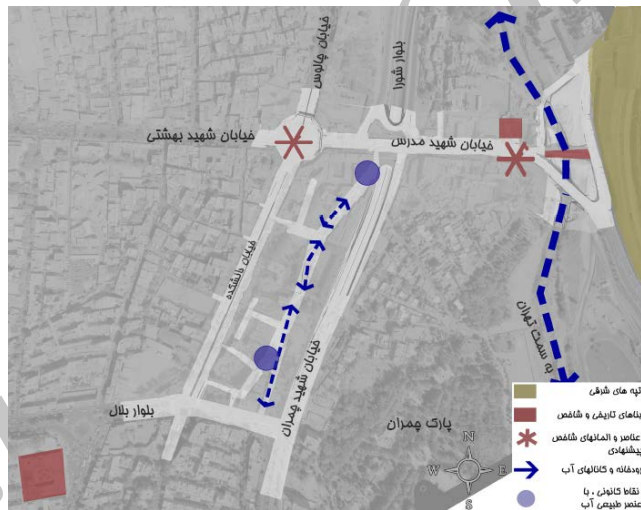 خیابان چالوس
بلوار شورا
خیابان شهید بهشتی
خیابان شهید مدرس
خیابان دانشکده
خیابان شهید چمران
به سمت تهران
بلوار بلال
پارک چمران
N
W
E
S
تپه های شرقی
بناهای تاریخی و شاخص
عناصر و المانهای شاخص
پیشنهادی
رودخانه و کانالهای آب
نقاط کانونی ، با
عنصر طبیعی آب